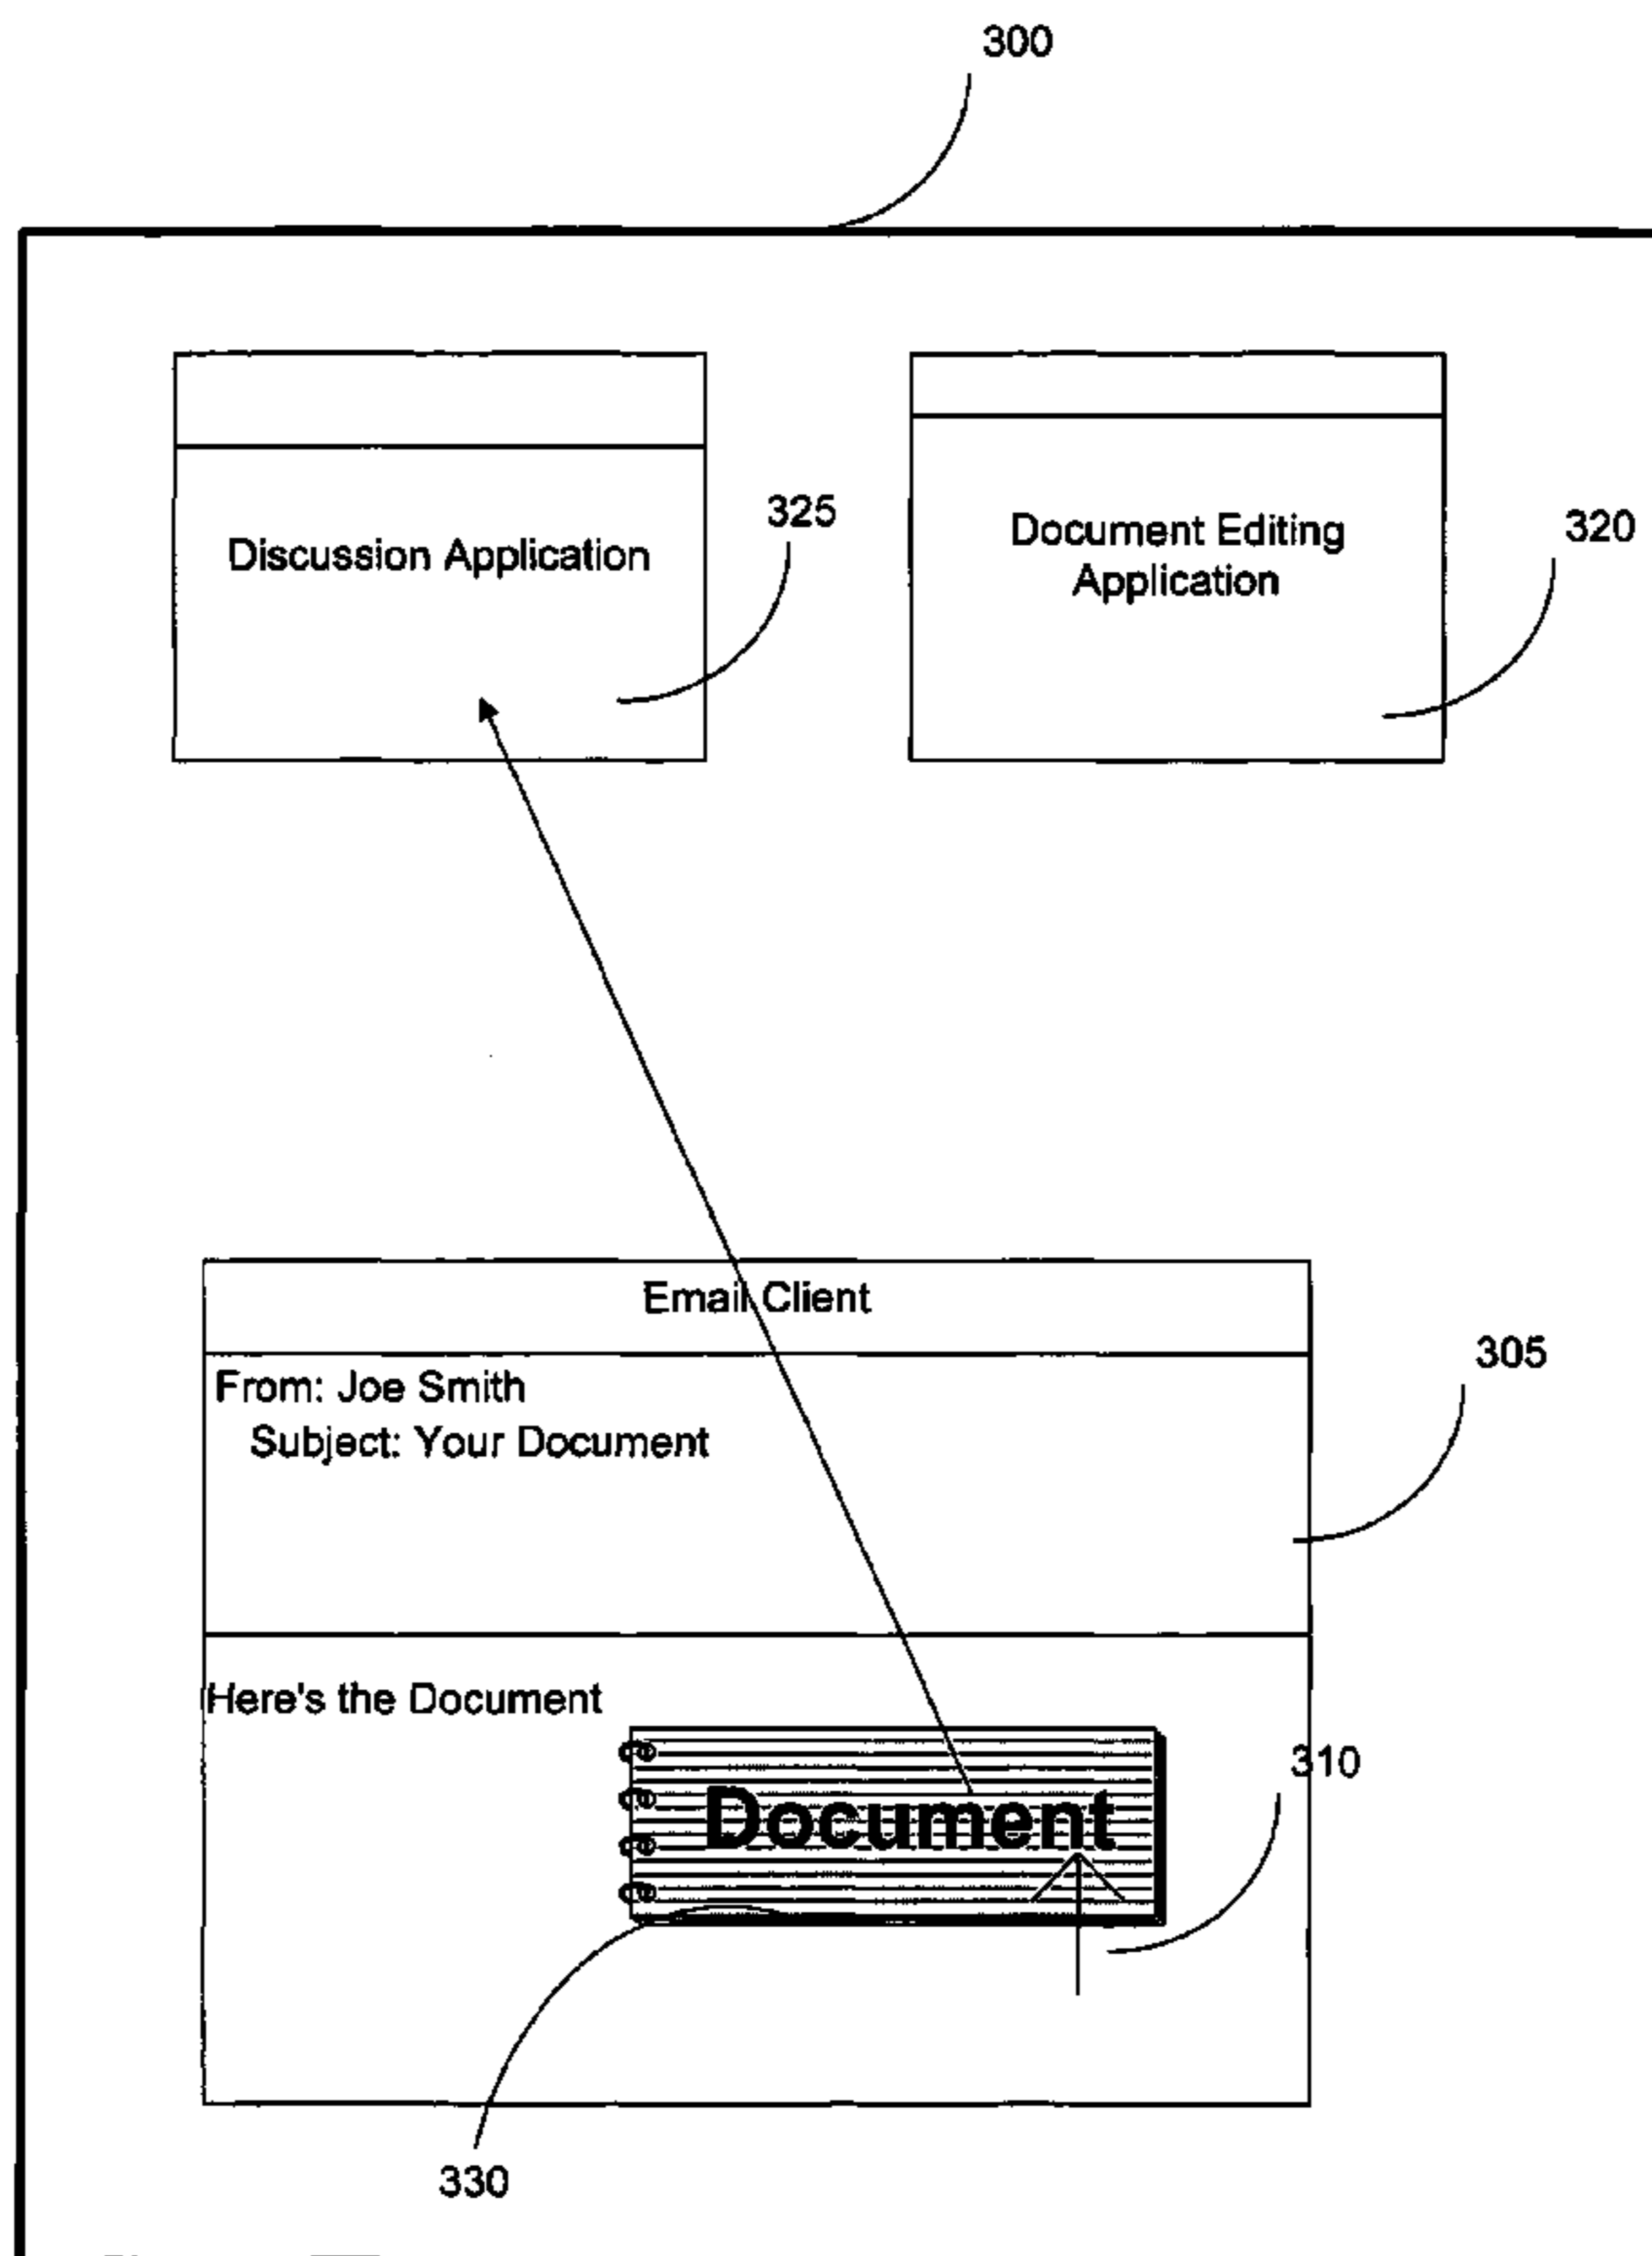 300
325
320
Discussion Application
Document Editing
Application
Email Client
305
From: Joe Smith
Subject: Your Document
Here's the Document
310
Document
330